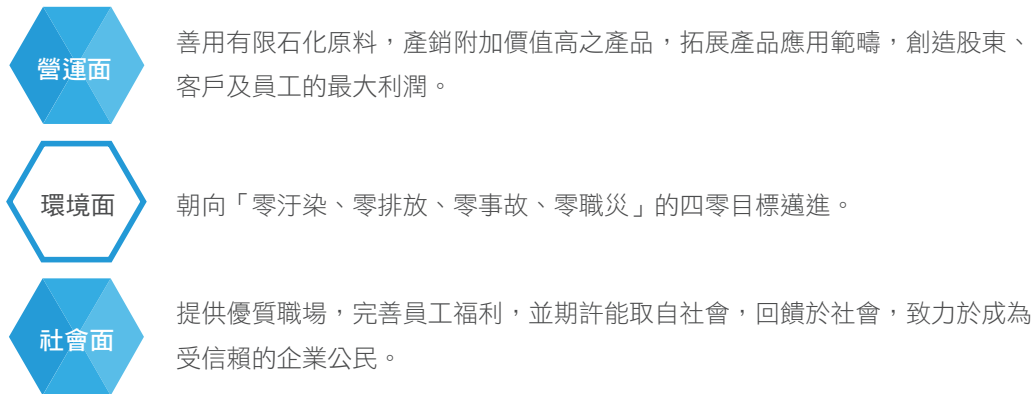 營運面
善用有限石化原料，產銷附加價值高之產品，拓展產品應用範疇，創造股東、
客戶及員工的最大利潤。
環境面
朝向「零汙染、零排放、零事故、零職災」的四零目標邁進。
社會面
提供優質職場，完善員工福利，並期許能取自社會，回饋於社會，致力於成為
受信賴的企業公民。